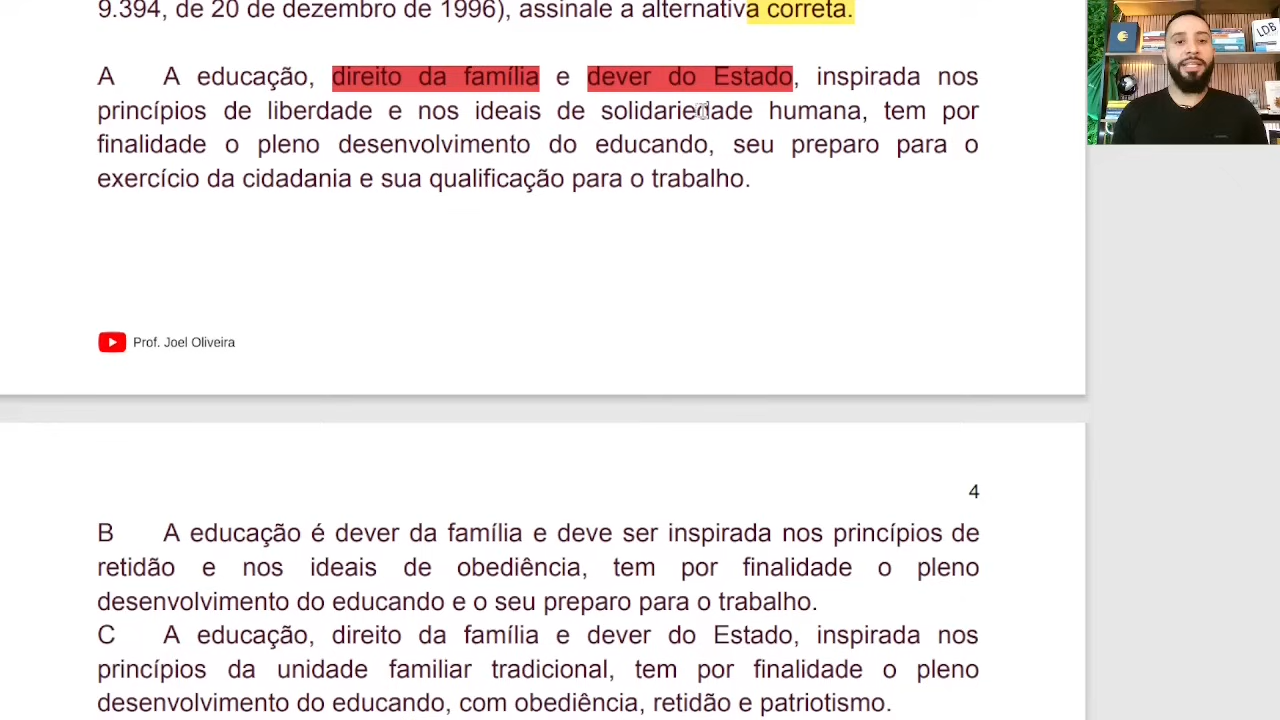 9.394, de 20 de dezembro de 1996), assinale a alternativa correta.
A A educação, direito da família e dever do Estado, inspirada nos
princípios de liberdade e nos ideais de solidariedade humana, tem por
finalidade o pleno desenvolvimento do educando, seu preparo para o
exercício da cidadania e sua qualificação para o trabalho.
Prof. Joel Oliveira
4
B A educação é dever da família e deve ser inspirada nos princípios de
retidão e nos ideais de obediência, tem por finalidade o pleno
desenvolvimento do educando e o seu preparo para o trabalho.
C A educação, direito da família e dever do Estado, inspirada nos
princípios da unidade familiar tradicional, tem por finalidade o pleno
desenvolvimento do educando, com obediência, retidão e patriotismo.
LDB